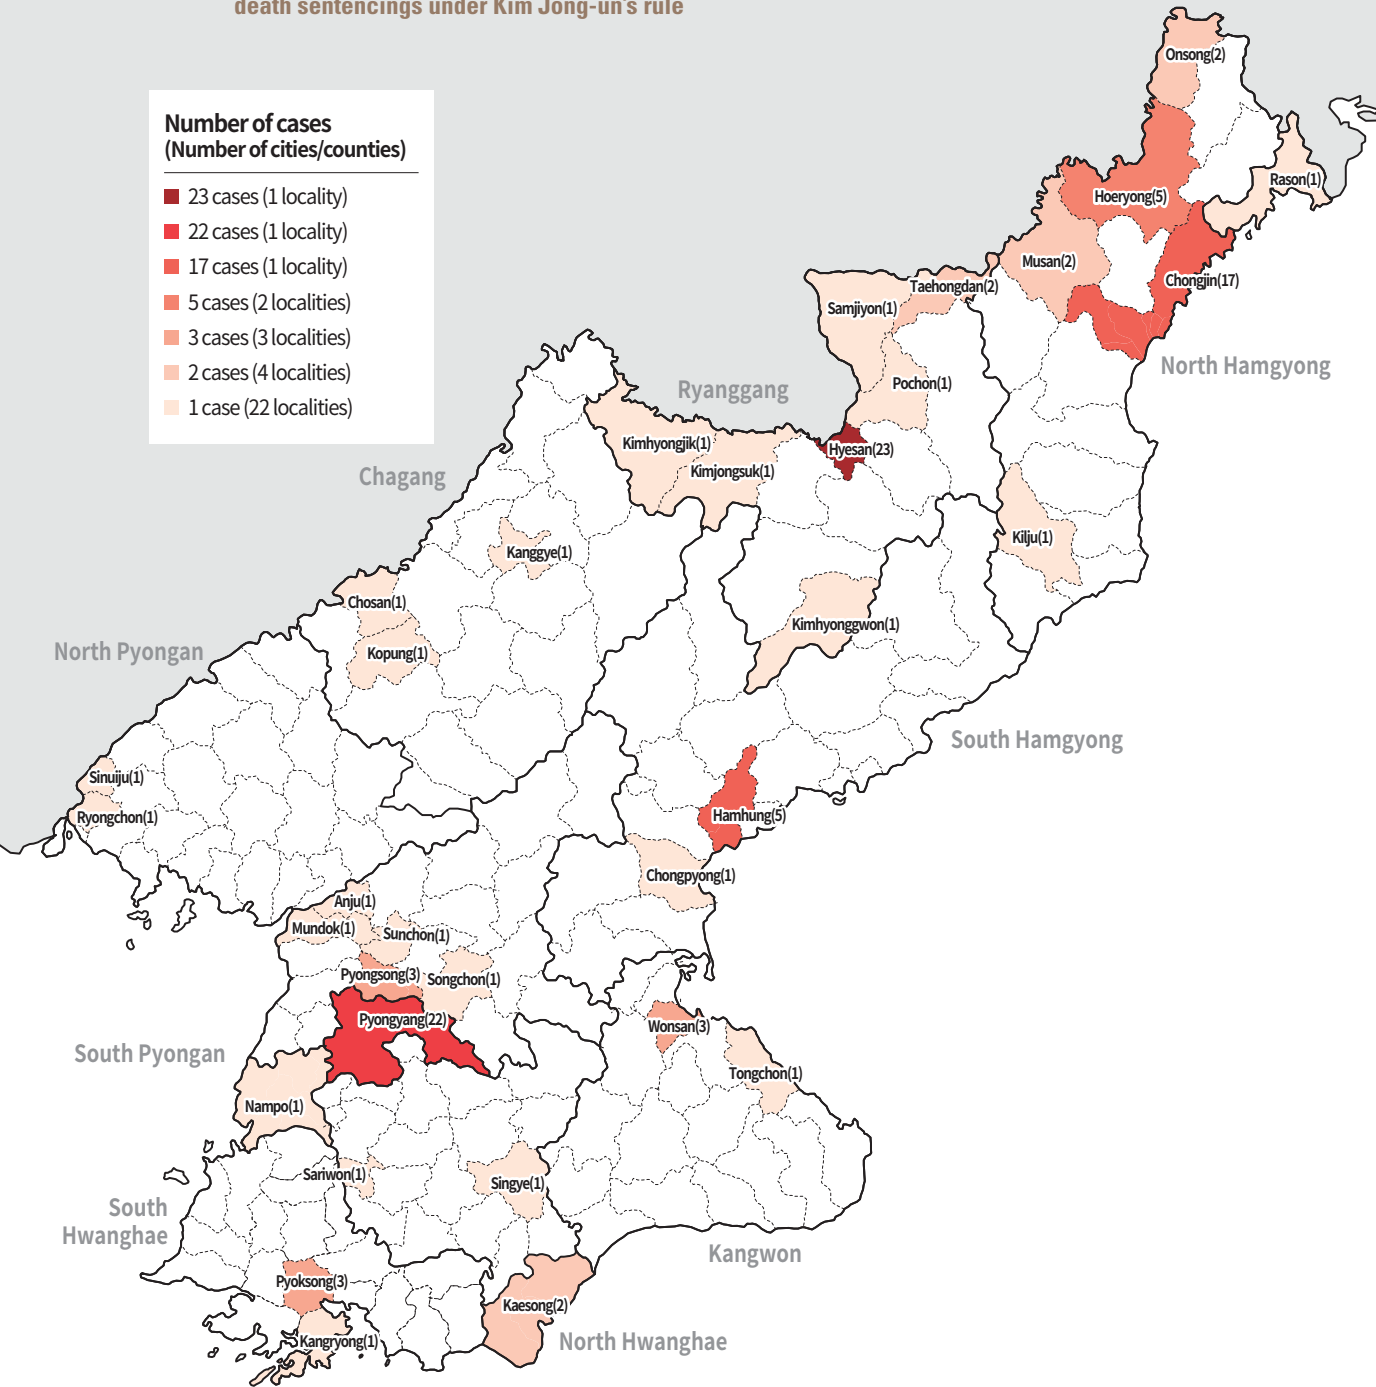 death sentencings under Kim Jong-un's rule
Number of cases
(Number of cities/counties)
23 cases (1 locality)
22 cases (1 locality)
17 cases (1 locality)
5 cases (2 localities)
3 cases (3 localities)
2 cases (4 localities)
1 case (22 localities)
Onsong(2)
Rason(1)
Hoeryong(5)
Musan(2)
Chongjin(17)
Taehongdan(2)
Samjiyon(1)
North Hamgyong
Pochon(1)
Ryanggang
Kimhyongjik(1)
Hyesan(23)
Kimjongsuk(1)
Chagang
Kilju(1)
Kanggye(1)
Chosan(1)
Kimhyonggwon(1)
North Pyongan
Kopung(1)
South Hamgyong
Sinuiju(1)
Ryongchon(1)
Hamhung(5)
Chongpyong(1)
Anju(1)
Mundok(1)
Sunchon(1)
Pyongsong(3)
Songchon(1)
Pyongyang(22)
Wonsan(3)
South Pyongan
Tongchon(1)
Nampo(1)
Sariwon(1)
Singye(1)
South
Hwanghae
Kangwon
Pyoksong(3)
Kaesong(2)
Kangryong(1)
North Hwanghae